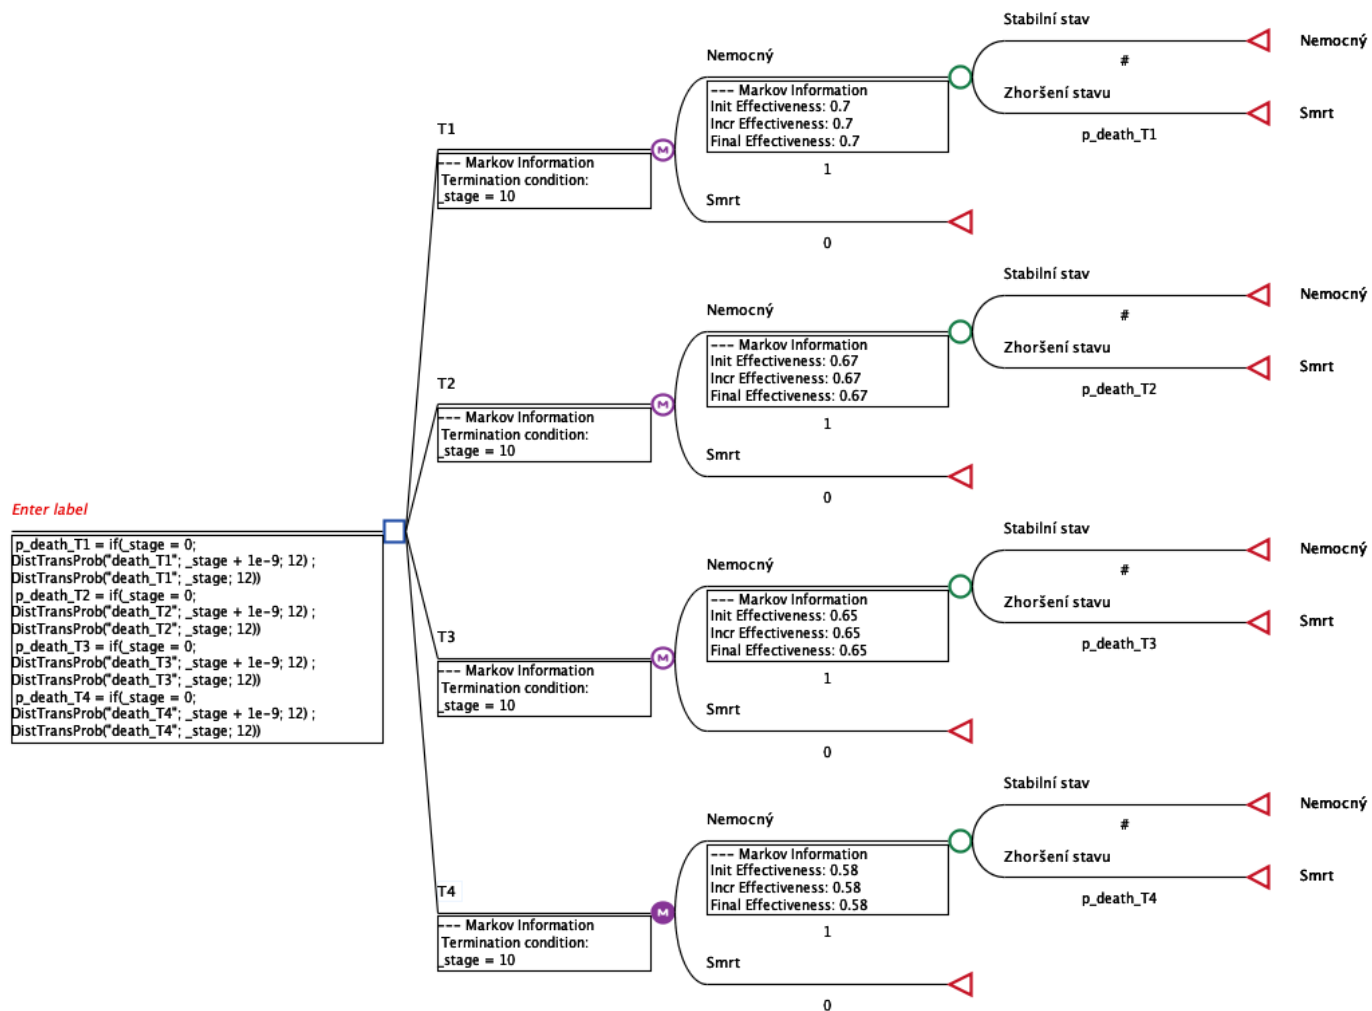 Enter label
p_death_T1 = if(_stage = 0;
DistTransProb("death_T1"; _stage + 1e-9; 12) ;
DistTransProb("death_T1"; _stage; 12))
p_death_T2 = if(_stage = 0;
DistTransProb("death_T2"; _stage + 1e-9; 12) ;
DistTransProb("death_T2"; _stage; 12))
p_death_T3 = if(_stage = 0;
DistTransProb("death_T3"; _stage + 1e-9; 12) ;
DistTransProb("death_T3"; _stage; 12))
p_death_T4 = if(_stage = 0;
DistTransProb("death_T4"; _stage + 1e-9; 12) ;
DistTransProb("death_T4"; _stage; 12))
T1
--- Markov Information
Termination condition:
_stage = 10
M
Nemocný
--- Markov Information
Init Effectiveness: 0.7
Incr Effectiveness: 0.7
Final Effectiveness: 0.7
1
Stabilní stav
#
Nemocný
Zhoršení stavu
p_death_T1
Smrt
Smrt
0
T2
--- Markov Information
Termination condition:
_stage = 10
M
Nemocný
--- Markov Information
Init Effectiveness: 0.67
Incr Effectiveness: 0.67
Final Effectiveness: 0.67
1
Stabilní stav
#
Nemocný
Zhoršení stavu
p_death_T2
Smrt
Smrt
0
T3
--- Markov Information
Termination condition:
_stage = 10
M
Nemocný
--- Markov Information
Init Effectiveness: 0.65
Incr Effectiveness: 0.65
Final Effectiveness: 0.65
1
Stabilní stav
#
Nemocný
Zhoršení stavu
p_death_T3
Smrt
Smrt
0
T4
--- Markov Information
Termination condition:
_stage = 10
M
Nemocný
--- Markov Information
Init Effectiveness: 0.58
Incr Effectiveness: 0.58
Final Effectiveness: 0.58
1
Stabilní stav
#
Nemocný
Zhoršení stavu
p_death_T4
Smrt
Smrt
0